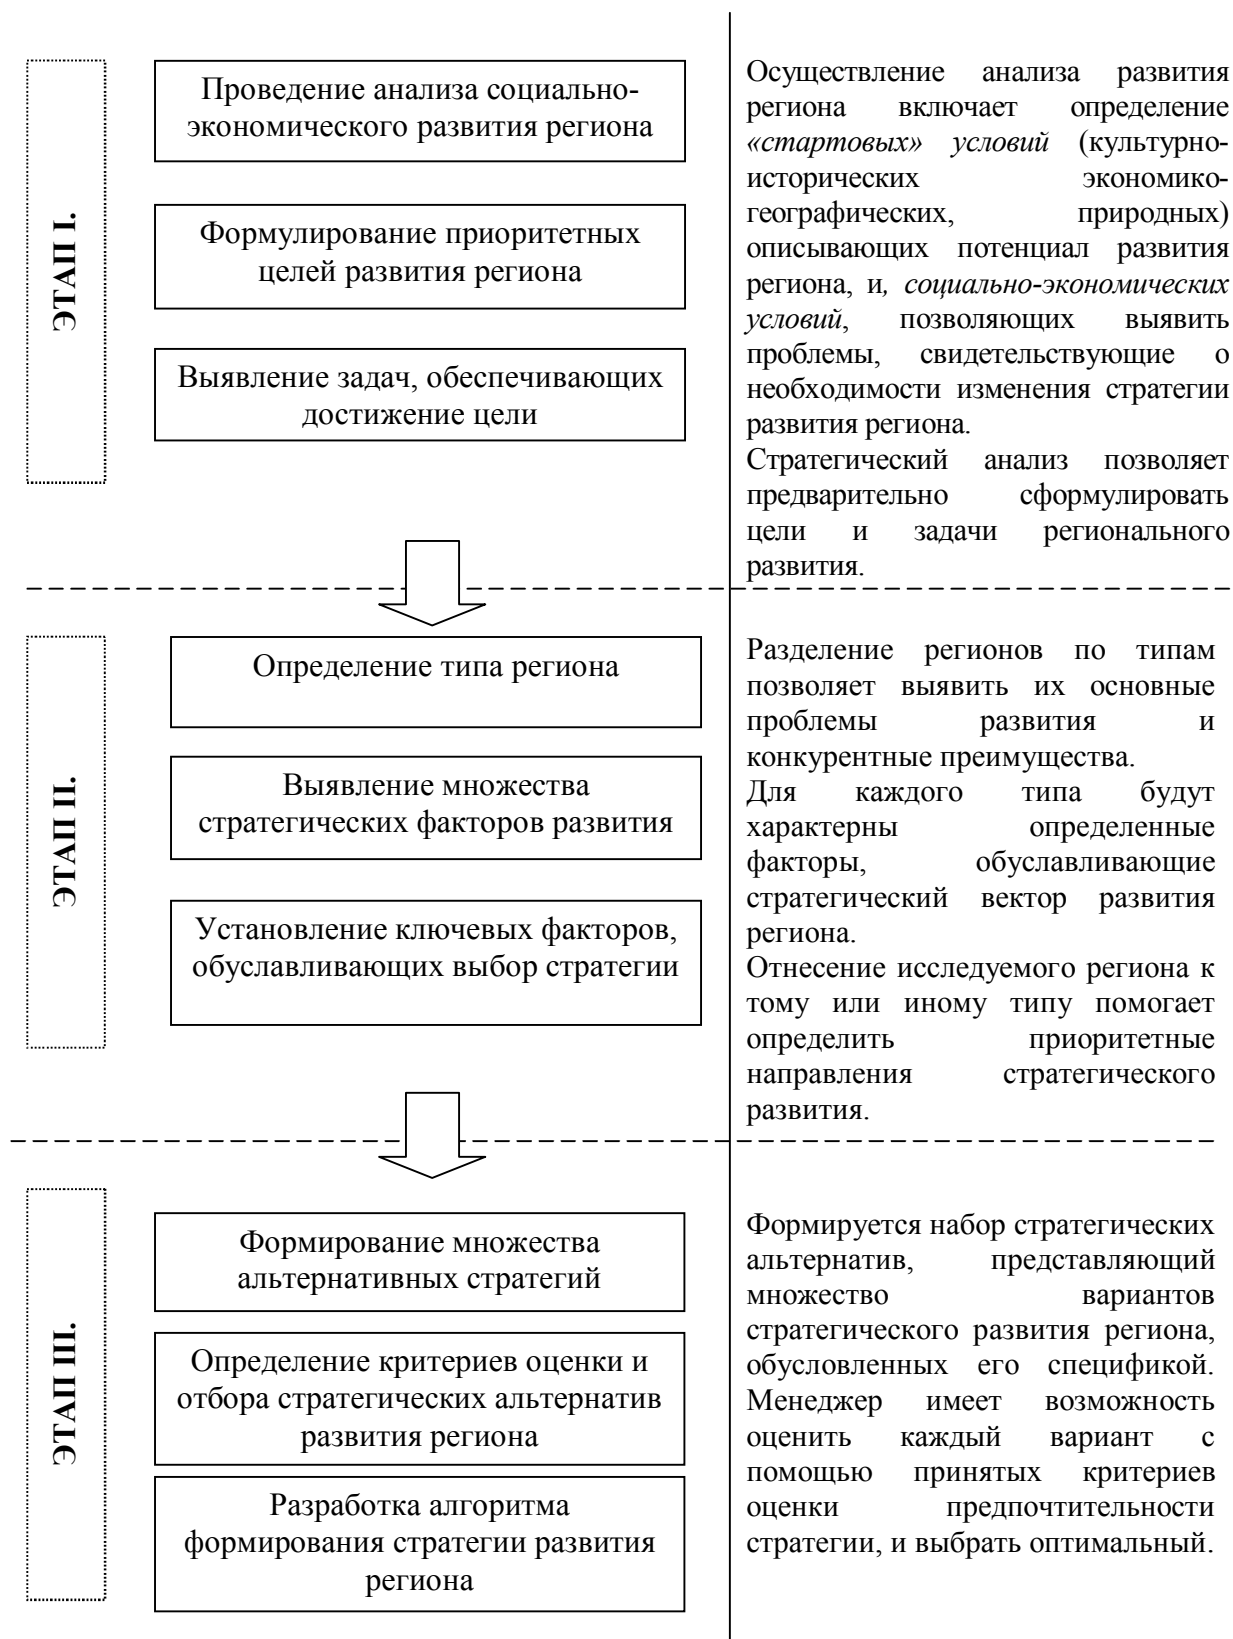 ЭТАП I.
Проведение анализа социально-
экономического развития региона
Формулирование приоритетных
целей развития региона
Выявление задач, обеспечивающих
достижение цели
Осуществление анализа развития
региона включает определение
«стартовых» условий (культурно-
исторических экономико-
географических, природных)
описывающих потенциал развития
региона, и, социально-экономических
условий, позволяющих выявить
проблемы, свидетельствующие о
необходимости изменения стратегии
развития региона.
Стратегический анализ позволяет
предварительно сформулировать
цели и задачи регионального
развития.
ЭТАП II.
Определение типа региона
Выявление множества
стратегических факторов развития
Установление ключевых факторов,
обуславливающих выбор стратегии
Разделение регионов по типам
позволяет выявить их основные
проблемы развития и
конкурентные преимущества.
Для каждого типа будут
характерны определенные
факторы, обуславливающие
стратегический вектор развития
региона.
Отнесение исследуемого региона к
тому или иному типу помогает
определить приоритетные
направления стратегического
развития.
ЭТАП III.
Формирование множества
альтернативных стратегий
Определение критериев оценки и
отбора стратегических альтернатив
развития региона
Разработка алгоритма
формирования стратегии развития
региона
Формируется набор стратегических
альтернатив, представляющий
множество вариантов
стратегического развития региона,
обусловленных его спецификой.
Менеджер имеет возможность
оценить каждый вариант с
помощью принятых критериев
оценки предпочтительности
стратегии, и выбрать оптимальный.